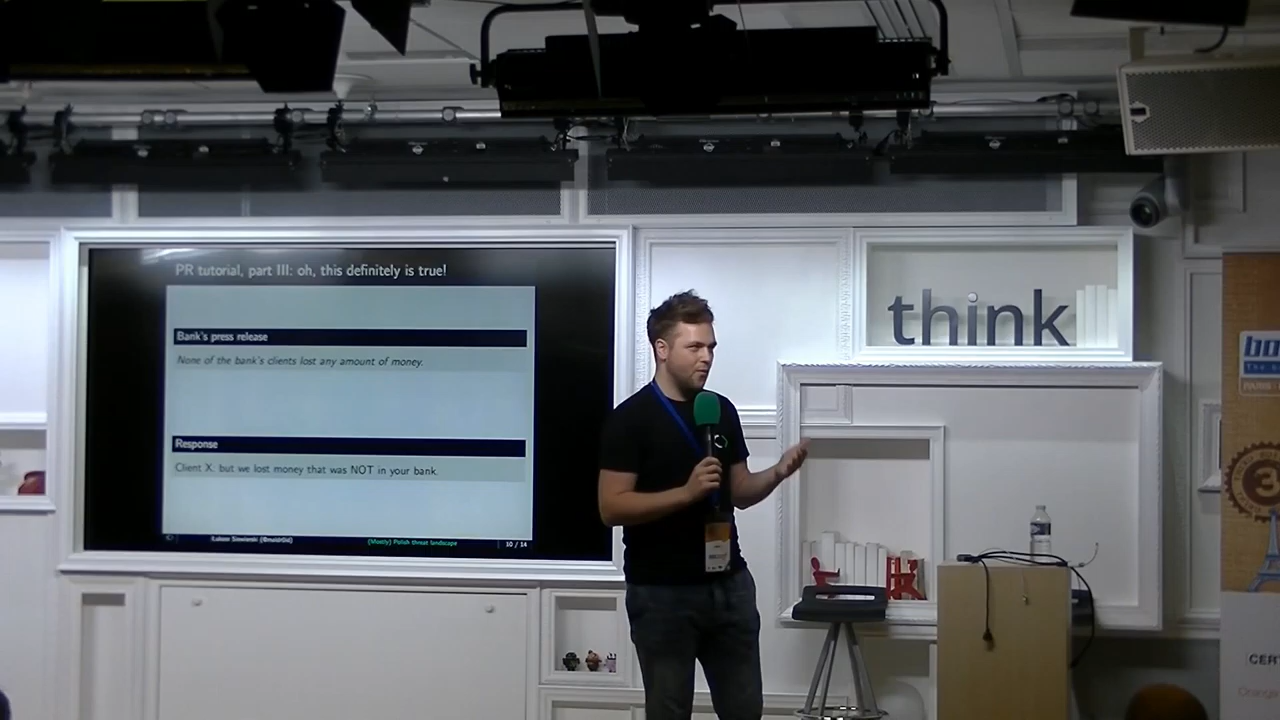 PR tutorial, part III: oh, this definitely is true!
Bank's press release
None of the bank's clients lost any amount of money.
Response
Client X: but we lost money that was NOT in your bank.
(Mostly) Polish threat landscape
10 / 14
think
CER